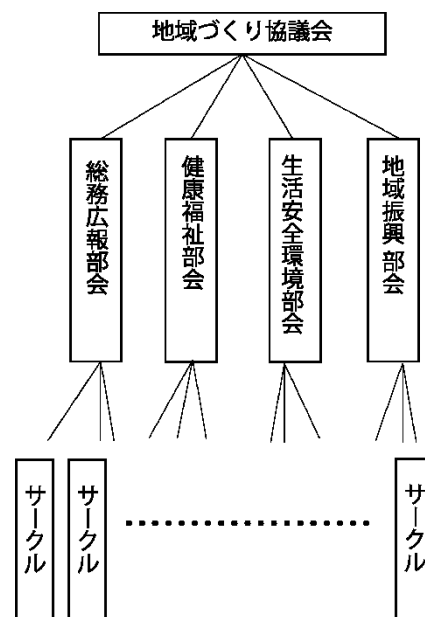 地域づくり協議会
総務広報部会
健康福祉部会
生活安全環境部会
地域振興部会
サークル
サークル
サークル